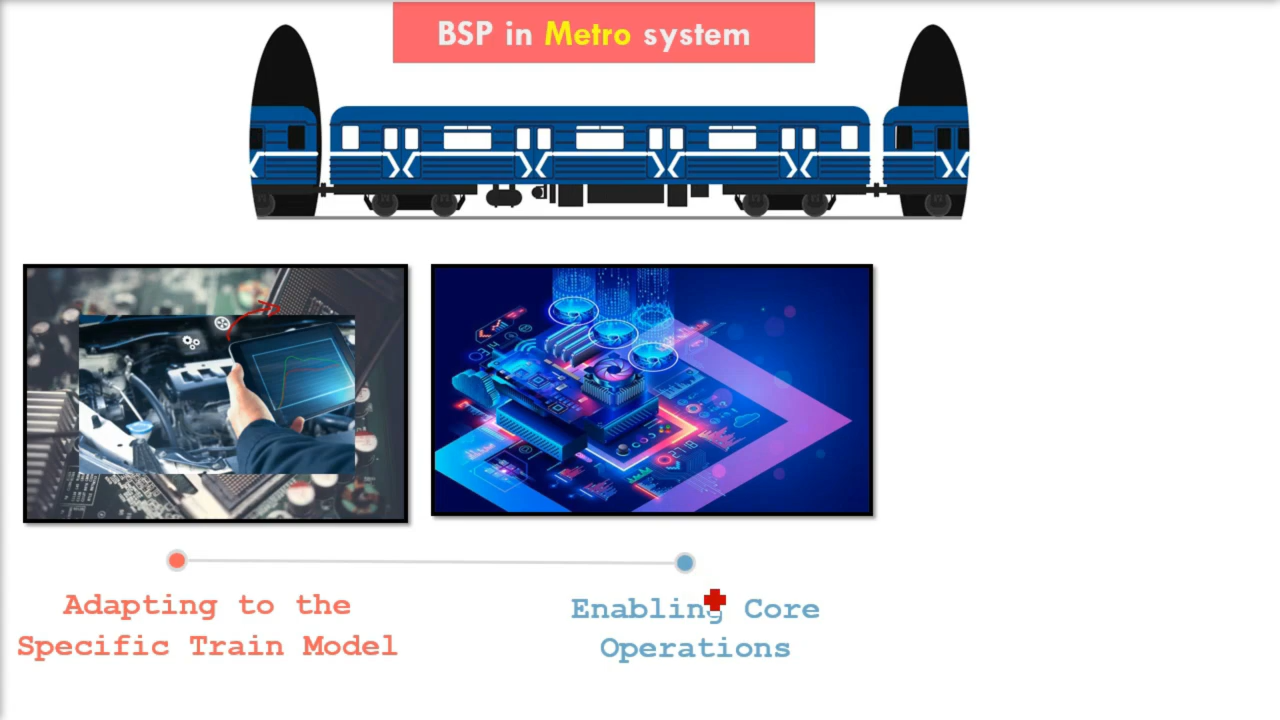 BSP in Metro system
Adapting to the
Specific Train Model
Enabling Core
Operations